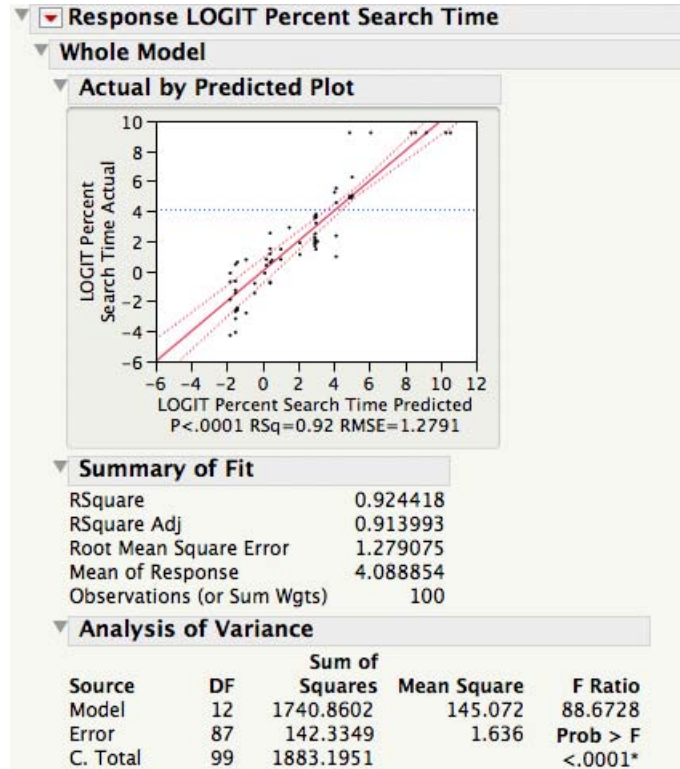 Response LOGIT Percent Search Time
Whole Model
Actual by Predicted Plot
LOGIT Percent
Search Time Actual
10
8
6
4
2
0
-2
-4
-6
-6 -4 -2 0 2 4 6 8 10 12
LOGIT Percent Search Time Predicted
P<.0001 RSq=0.92 RMSE=1.2791
Summary of Fit
RSquare 0.924418
RSquare Adj 0.913993
Root Mean Square Error 1.279075
Mean of Response 4.088854
Observations (or Sum Wgts) 100
Analysis of Variance
Sum of
Source DF Squares Mean Square F Ratio
Model 12 1740.8602 145.072 88.6728
Error 87 142.3349 1.636 Prob > F
C. Total 99 1883.1951 <.0001*